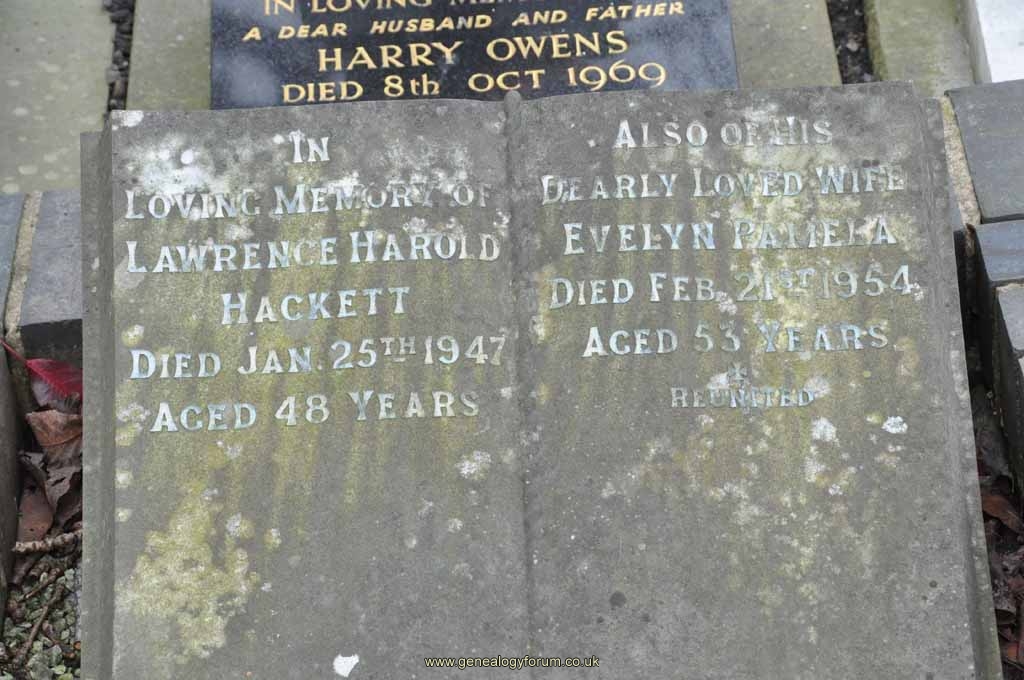 IN LOVING
A DEAR HUSBAND AND FATHER
HARRY OWENS
DIED 8th OCT 1969
IN
LOVING MEMORY OF
LAWRENCE HAROLD
HACKETT
DIED JAN. 25TH 1947
AGED 48 YEARS
ALSO OF HIS
DEARLY LOVED WIFE
EVELYN PAMELA
DIED FEB. 21ST 1954
AGED 53 YEARS.
REUNITED
www.genealogyforum.co.uk